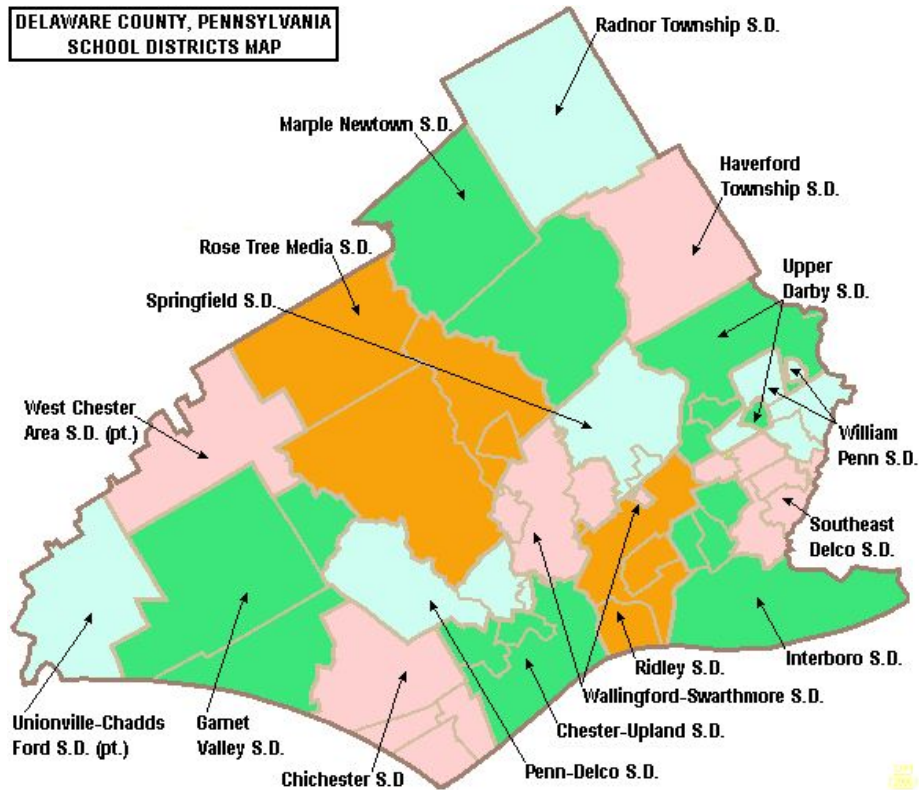 DELAWARE COUNTY, PENNSYLVANIA
SCHOOL DISTRICTS MAP
Radnor Township S.D.
Marple Newtown S.D.
Haverford
Township S.D.
Rose Tree Media S.D.
Upper
Darby S.D.
Springfield S.D.
West Chester
Area S.D. (pt.)
William
Penn S.D.
Southeast
Delco S.D.
Interboro S.D.
Ridley S.D.
Wallingford-Swarthmore S.D.
Unionville-Chadds
Ford S.D. (pt.)
Garnet
Valley S.D.
Chester-Upland S.D.
Penn-Delco S.D.
Chichester S.D